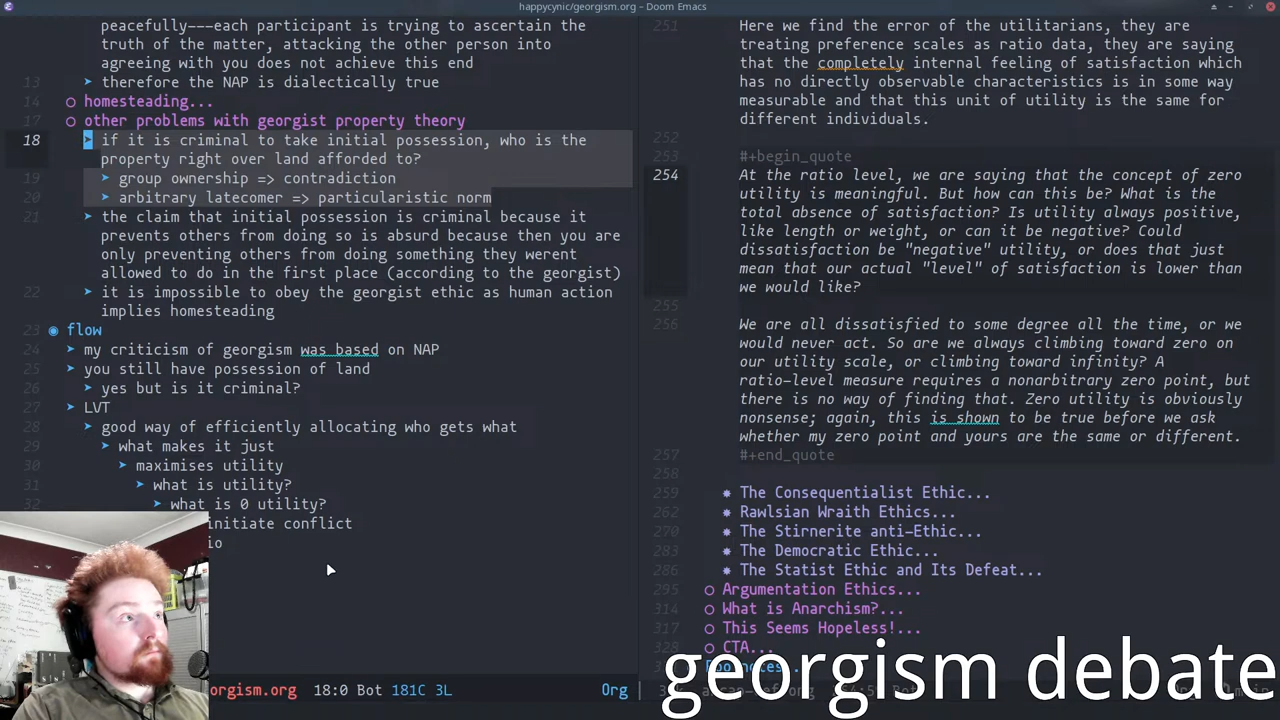 happycynic/georgism.org – Doom Emacs
peacefully---each participant is trying to ascertain the
truth of the matter, attacking the other person into
agreeing with you does not achieve this end
13 therefore the NAP is dialectically true
14 homesteading...
17 other problems with georgist property theory
18 if it is criminal to take initial possession, who is the
property right over land afforded to?
19 group ownership => contradiction
20 arbitrary latecomer => particularistic norm
21 the claim that initial possession is criminal because it
prevents others from doing so is absurd because then you are
only preventing others from doing something they werent
allowed to do in the first place (according to the georgist)
22 it is impossible to obey the georgist ethic as human action
implies homesteading
23 flow
24 my criticism of georgism was based on NAP
25 you still have possession of land
26 yes but is it criminal?
27 LVT
28 good way of efficiently allocating who gets what
29 what makes it just
30 maximises utility
31 what is utility?
32 what is 0 utility?
initiate conflict
io
orgism.org 18:0 Bot 181C 3L Org
251 Here we find the error of the utilitarians, they are
treating preference scales as ratio data, they are saying
that the completely internal feeling of satisfaction which
has no directly observable characteristics is in some way
measurable and that this unit of utility is the same for
different individuals.
252
253 #+begin_quote
254 At the ratio level, we are saying that the concept of zero
utility is meaningful. But how can this be? What is the
total absence of satisfaction? Is utility always positive,
like length or weight, or can it be negative? Could
dissatisfaction be "negative" utility, or does that just
mean that our actual "level" of satisfaction is lower than
we would like?
255
256 We are all dissatisfied to some degree all the time, or we
would never act. So are we always climbing toward zero on
our utility scale, or climbing toward infinity? A
ratio-level measure requires a nonarbitrary zero point, but
there is no way of finding that. Zero utility is obviously
nonsense; again, this is shown to be true before we ask
whether my zero point and yours are the same or different.
257 #+end_quote
258
259 The Consequentialist Ethic...
262 Rawlsian Wraith Ethics...
270 The Stirnerite anti-Ethic...
283 The Democratic Ethic...
286 The Statist Ethic and Its Defeat...
295 Argumentation Ethics...
314 What is Anarchism?...
317 This Seems Hopeless!...
328 CTA...
georgism debate